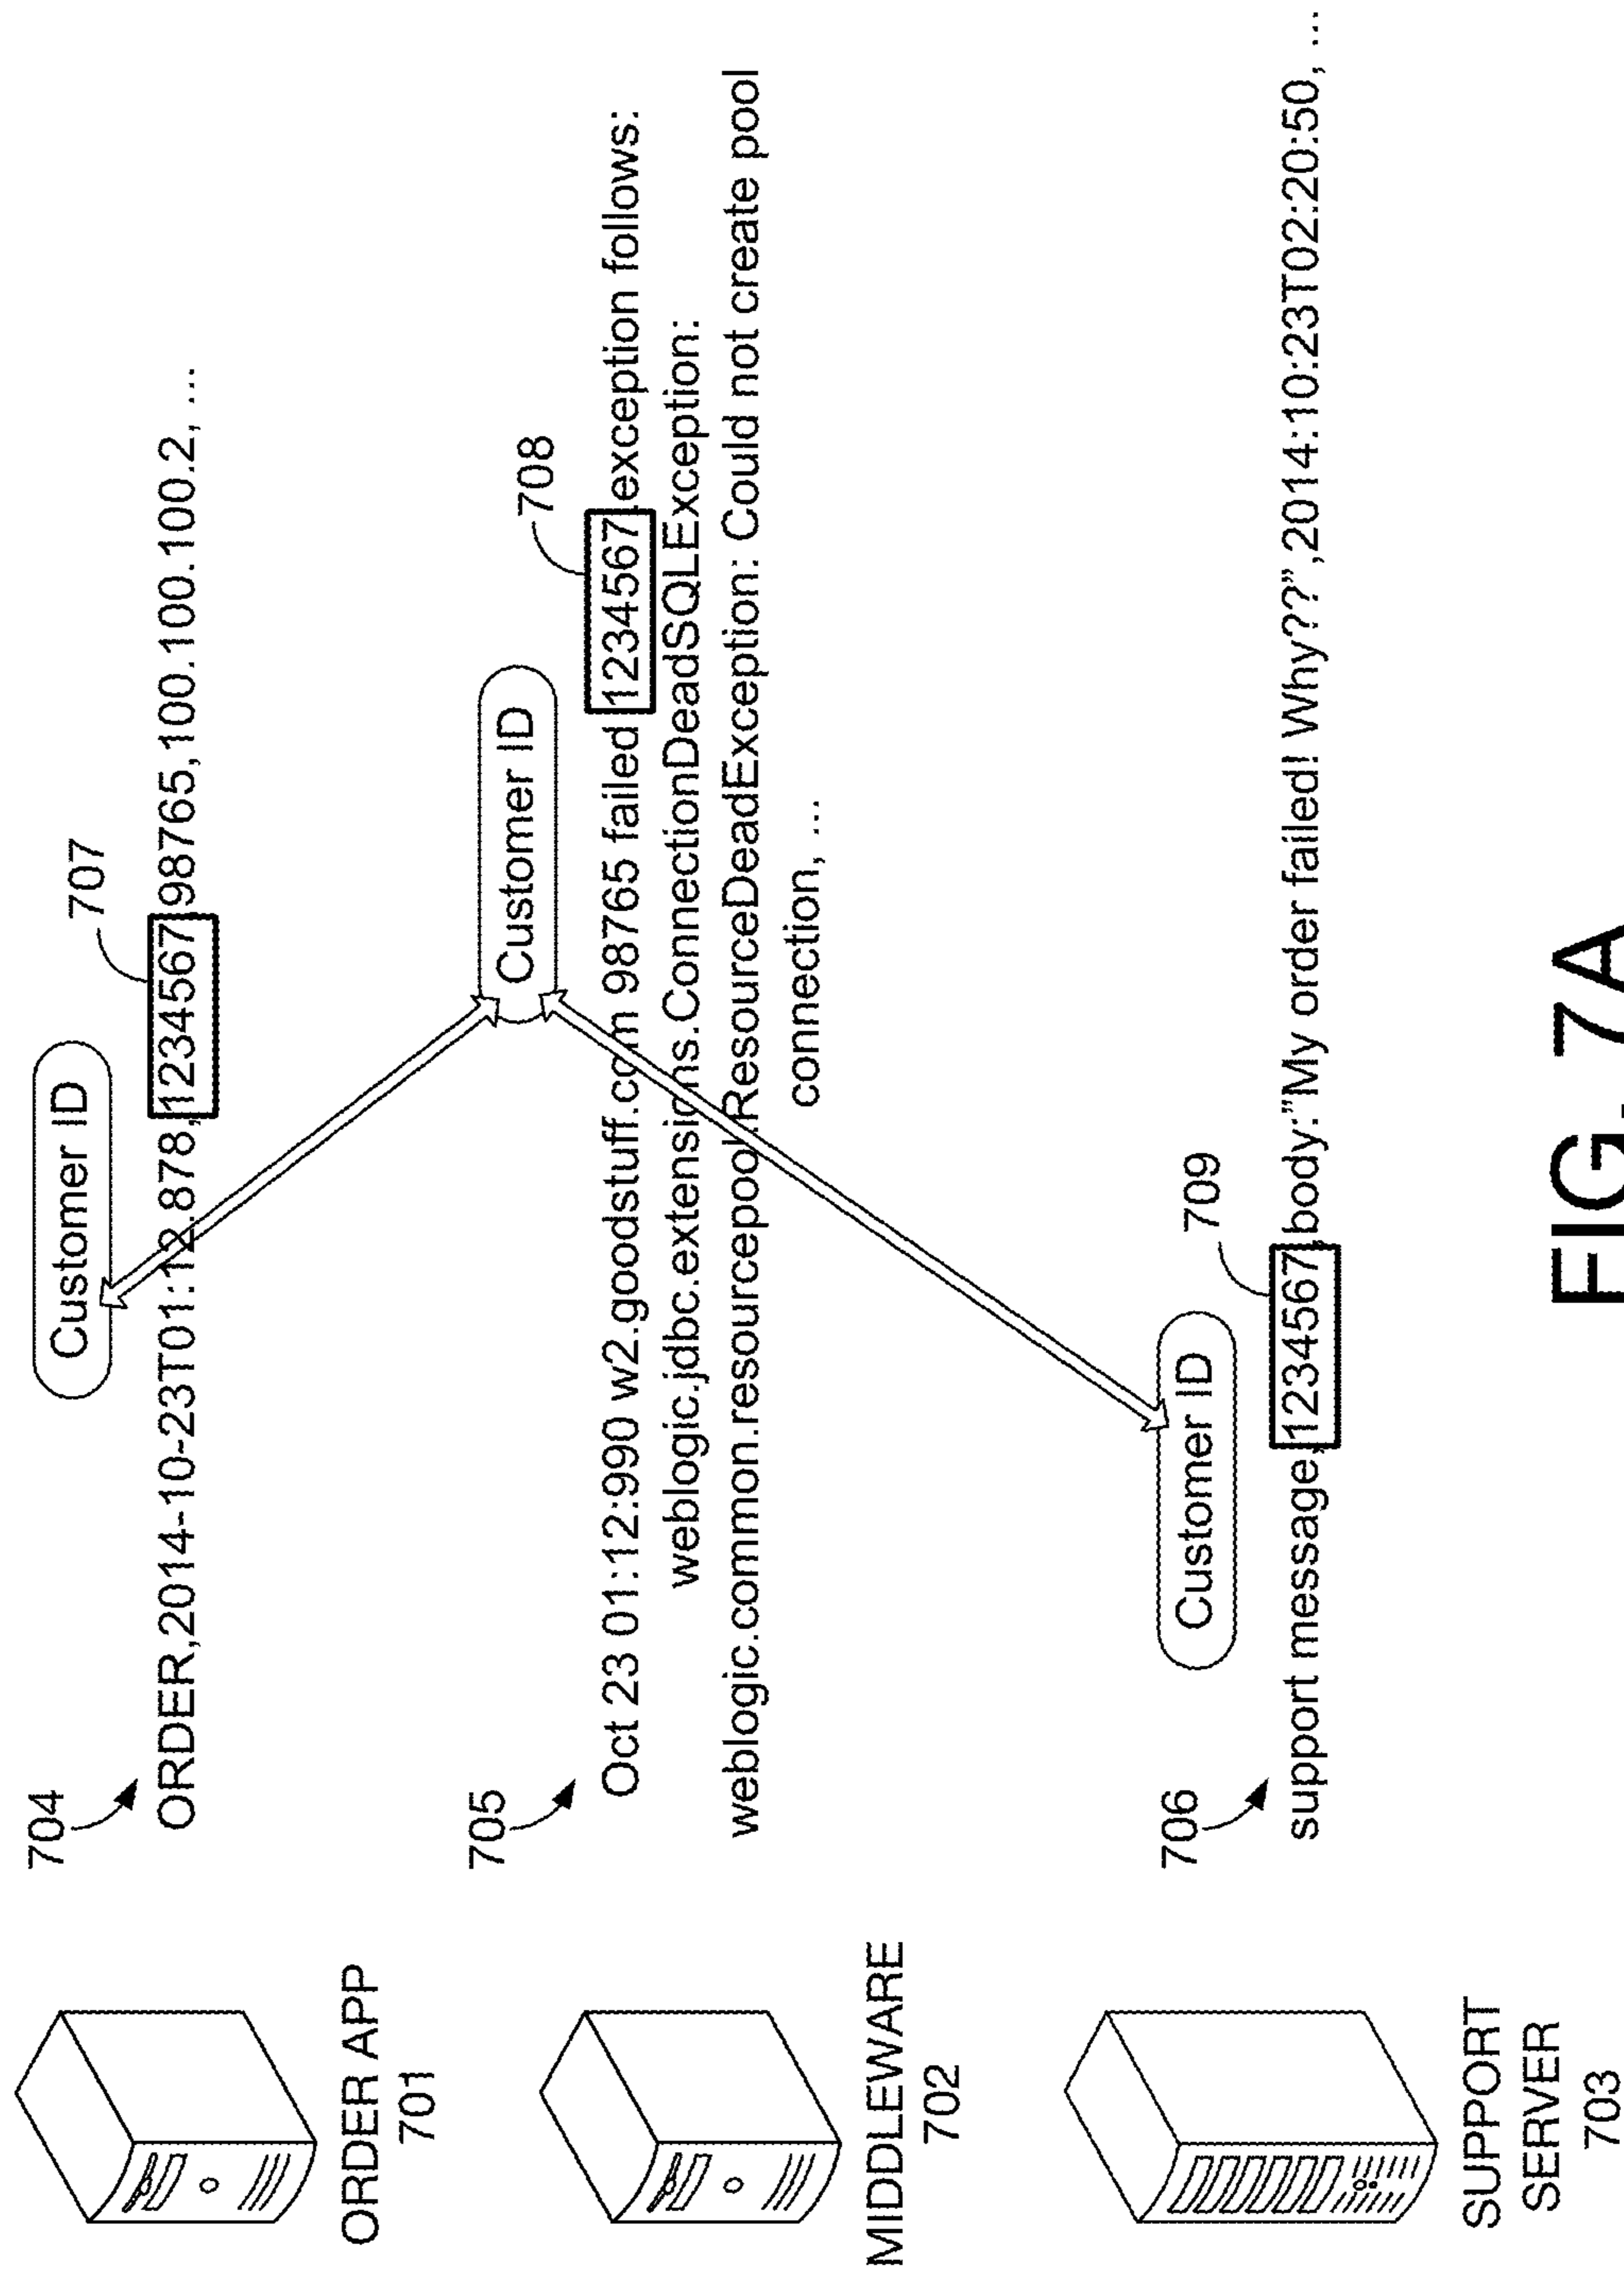 704
Customer ID
707
ORDER,2014-10-23T01:12.878,1234567,98765,100.100.100.2, ...
ORDER APP
701
705
Customer ID
708
Oct 23 01:12:990 w2.goodstuff.com 98765 failed 1234567.exception follows:
weblogic.jdbc.extensions.ConnectionDeadSQLException:
weblogic.common.resourcepool.ResourceDeadException: Could not create pool
connection, ...
MIDDLEWARE
702
706
Customer ID
709
support message,1234567,body:”My order failed! Why??”,2014:10:23T02:20:50, ...
SUPPORT
SERVER
703
FIG. 7A